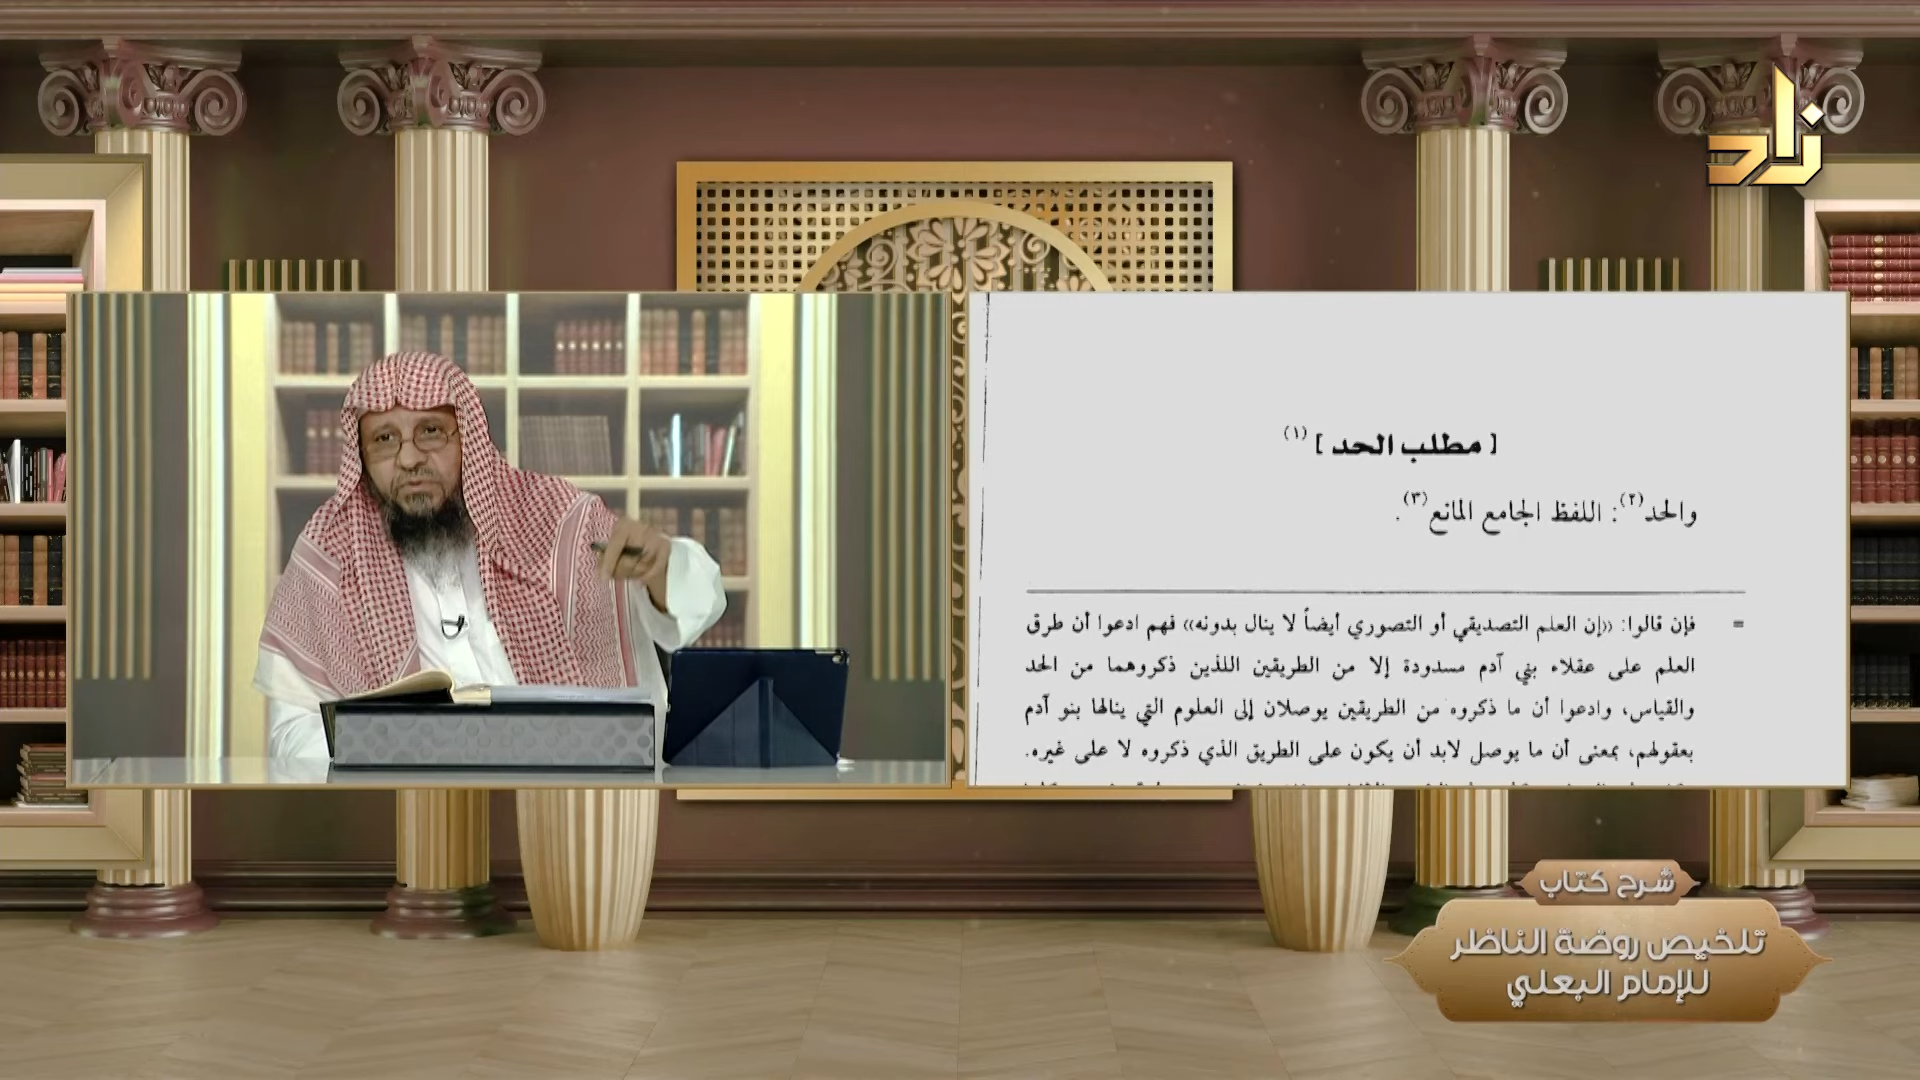 زاد
[ مطلب الحد ] (١)
والحد(٢): اللفظ الجامع المانع(٣).
= فإن قالوا: «إن العلم التصديقي أو التصوري أيضاً لا ينال بدونه» فهم ادعوا أن طرق
العلم على عقلاء بني آدم مسدودة إلا من الطريقين اللذين ذكروهما من الحد
والقياس، وادعوا أن ما ذكروه من الطريقين يوصلان إلى العلوم التي ينالها بنو آدم
بعقولهم، بمعنى أن ما يوصل لابد أن يكون على الطريق الذي ذكروه لا على غيره.
شرح كتاب
تلخيص روضة الناظر
للإمام البعلي